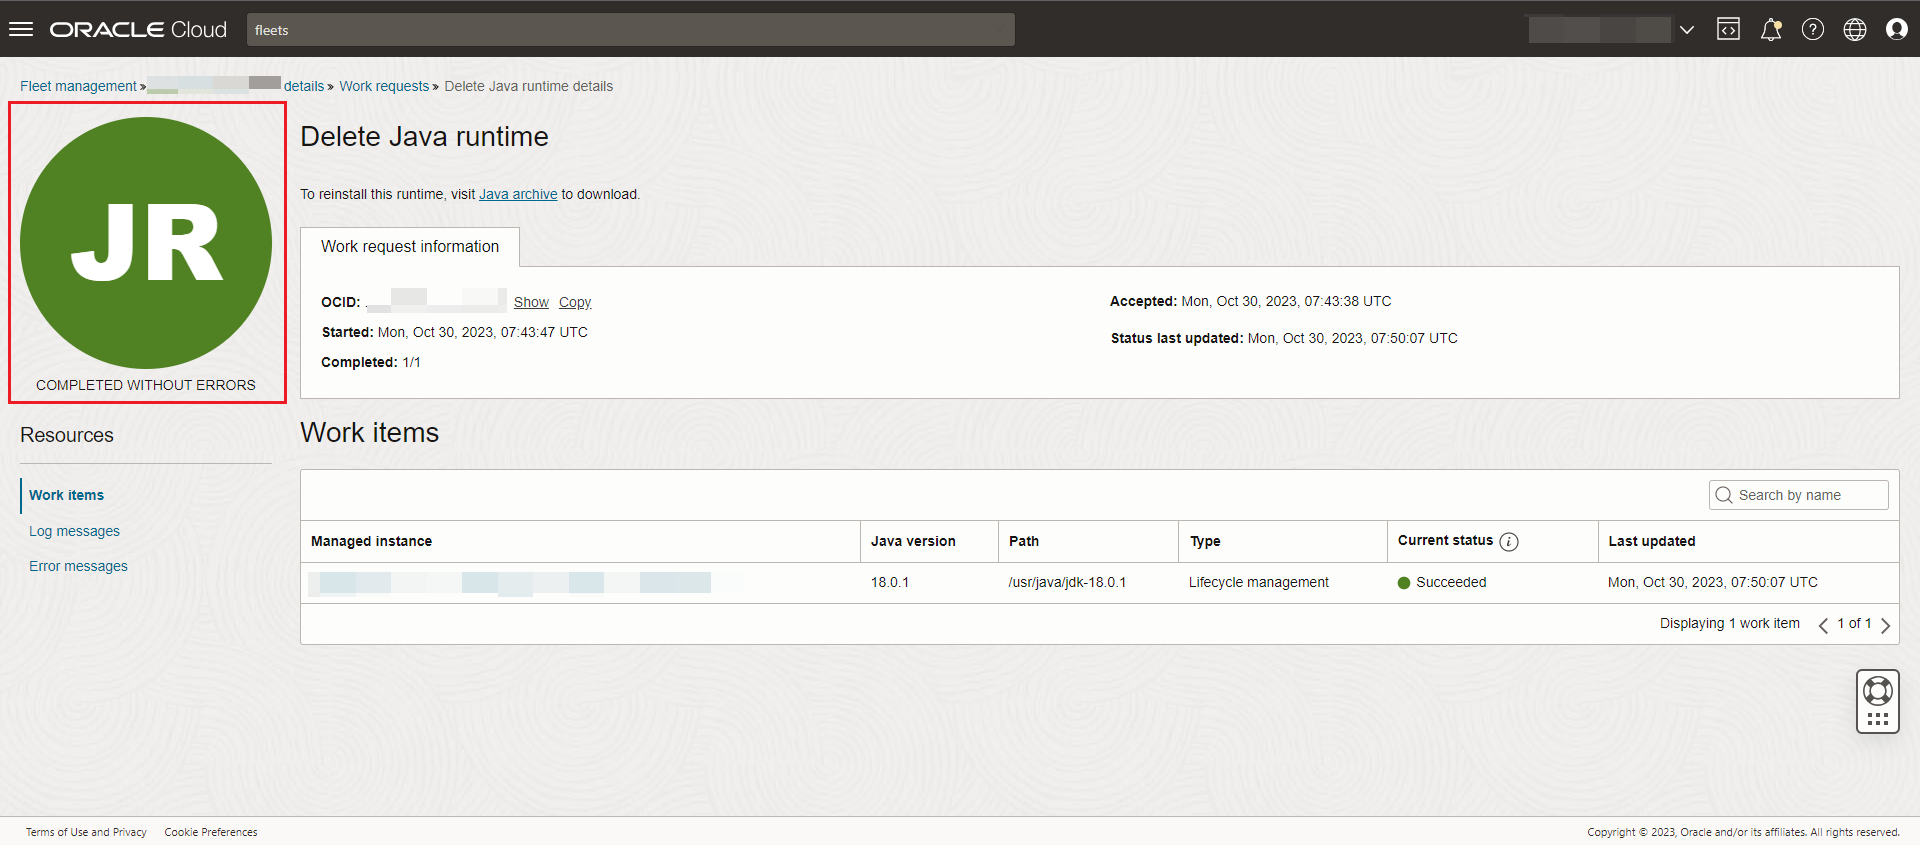 ORACLE Cloud
fleets
Fleet management » details » Work requests » Delete Java runtime details
JR
COMPLETED WITHOUT ERRORS
Delete Java runtime
To reinstall this runtime, visit Java archive to download.
Work request information
OCID: Show Copy
Started: Mon, Oct 30, 2023, 07:43:47 UTC
Completed: 1/1
Accepted: Mon, Oct 30, 2023, 07:43:38 UTC
Status last updated: Mon, Oct 30, 2023, 07:50:07 UTC
Resources
Work items
Log messages
Error messages
Work items
Search by name
Managed instance Java version Path Type Current status i Last updated
18.0.1 /usr/java/jdk-18.0.1 Lifecycle management Succeeded Mon, Oct 30, 2023, 07:50:07 UTC
Displaying 1 work item 1 of 1
Terms of Use and Privacy Cookie Preferences
Copyright © 2023, Oracle and/or its affiliates. All rights reserved.